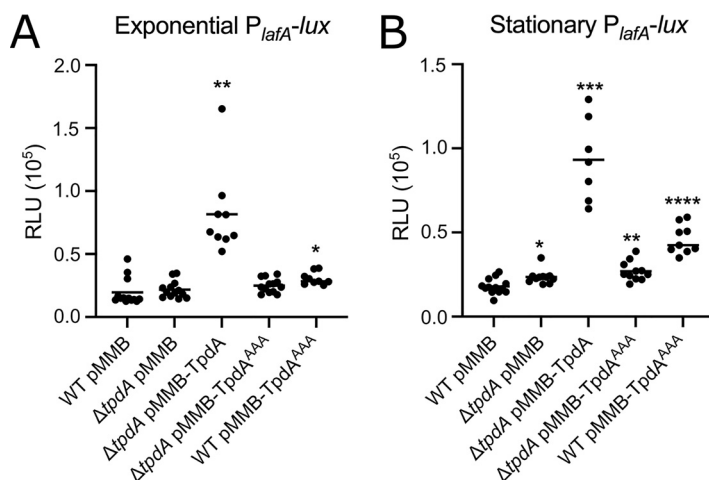 A
Exponential PlafA-lux
RLU (10⁵)
2.0
1.5
1.0
0.5
0.0
**
*
WT pMMB
ΔtpdA pMMB
ΔtpdA pMMB-TpdA
ΔtpdA pMMB-TpdAᴬᴬᴬ
WT pMMB-TpdAᴬᴬᴬ
B
Stationary PlafA-lux
RLU (10⁵)
1.5
1.0
0.5
0.0
*
***
**
****
WT pMMB
ΔtpdA pMMB
ΔtpdA pMMB-TpdA
ΔtpdA pMMB-TpdAᴬᴬᴬ
WT pMMB-TpdAᴬᴬᴬ